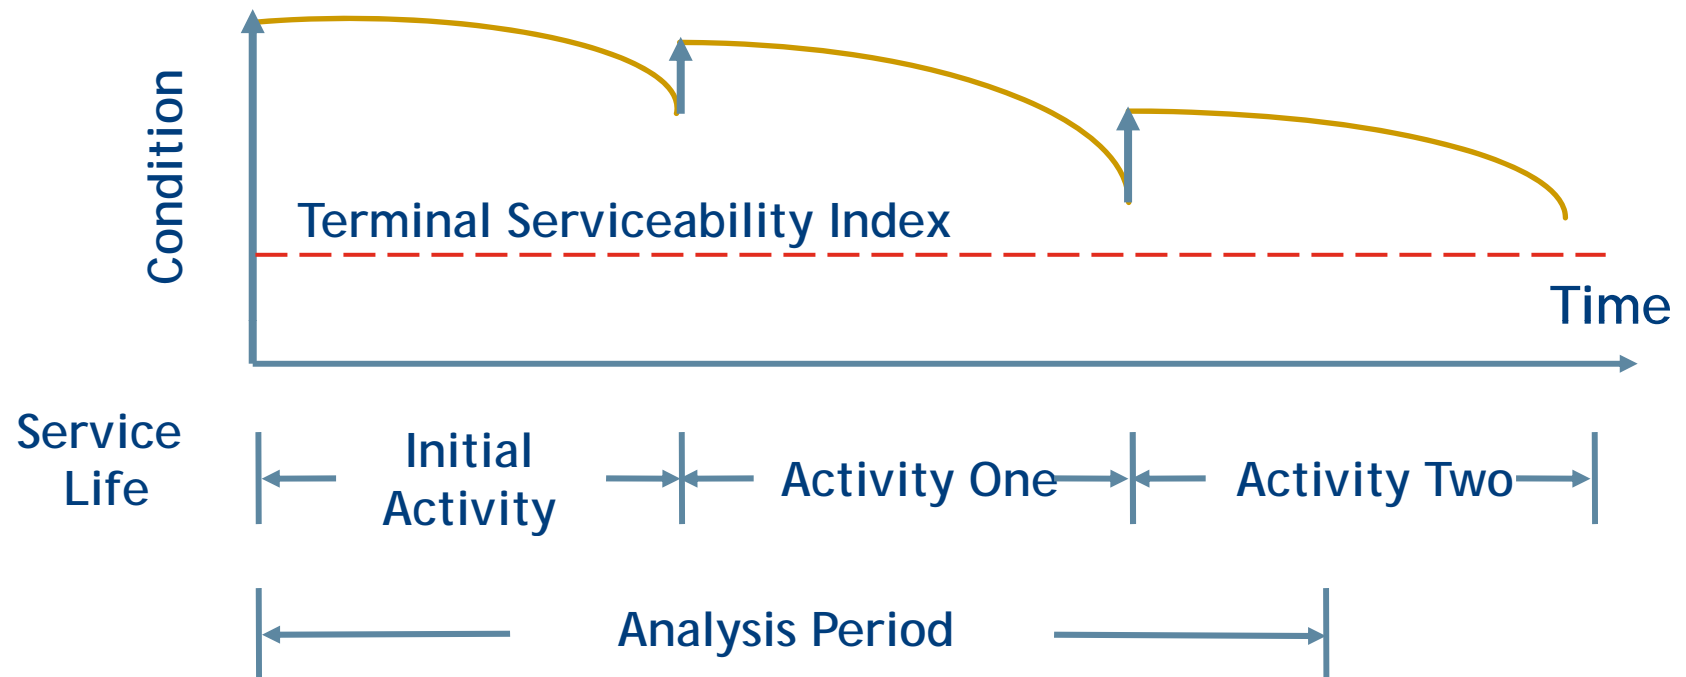 Condition
Terminal Serviceability Index
Time
Service
Life
Initial
Activity
Activity One
Activity Two
Analysis Period